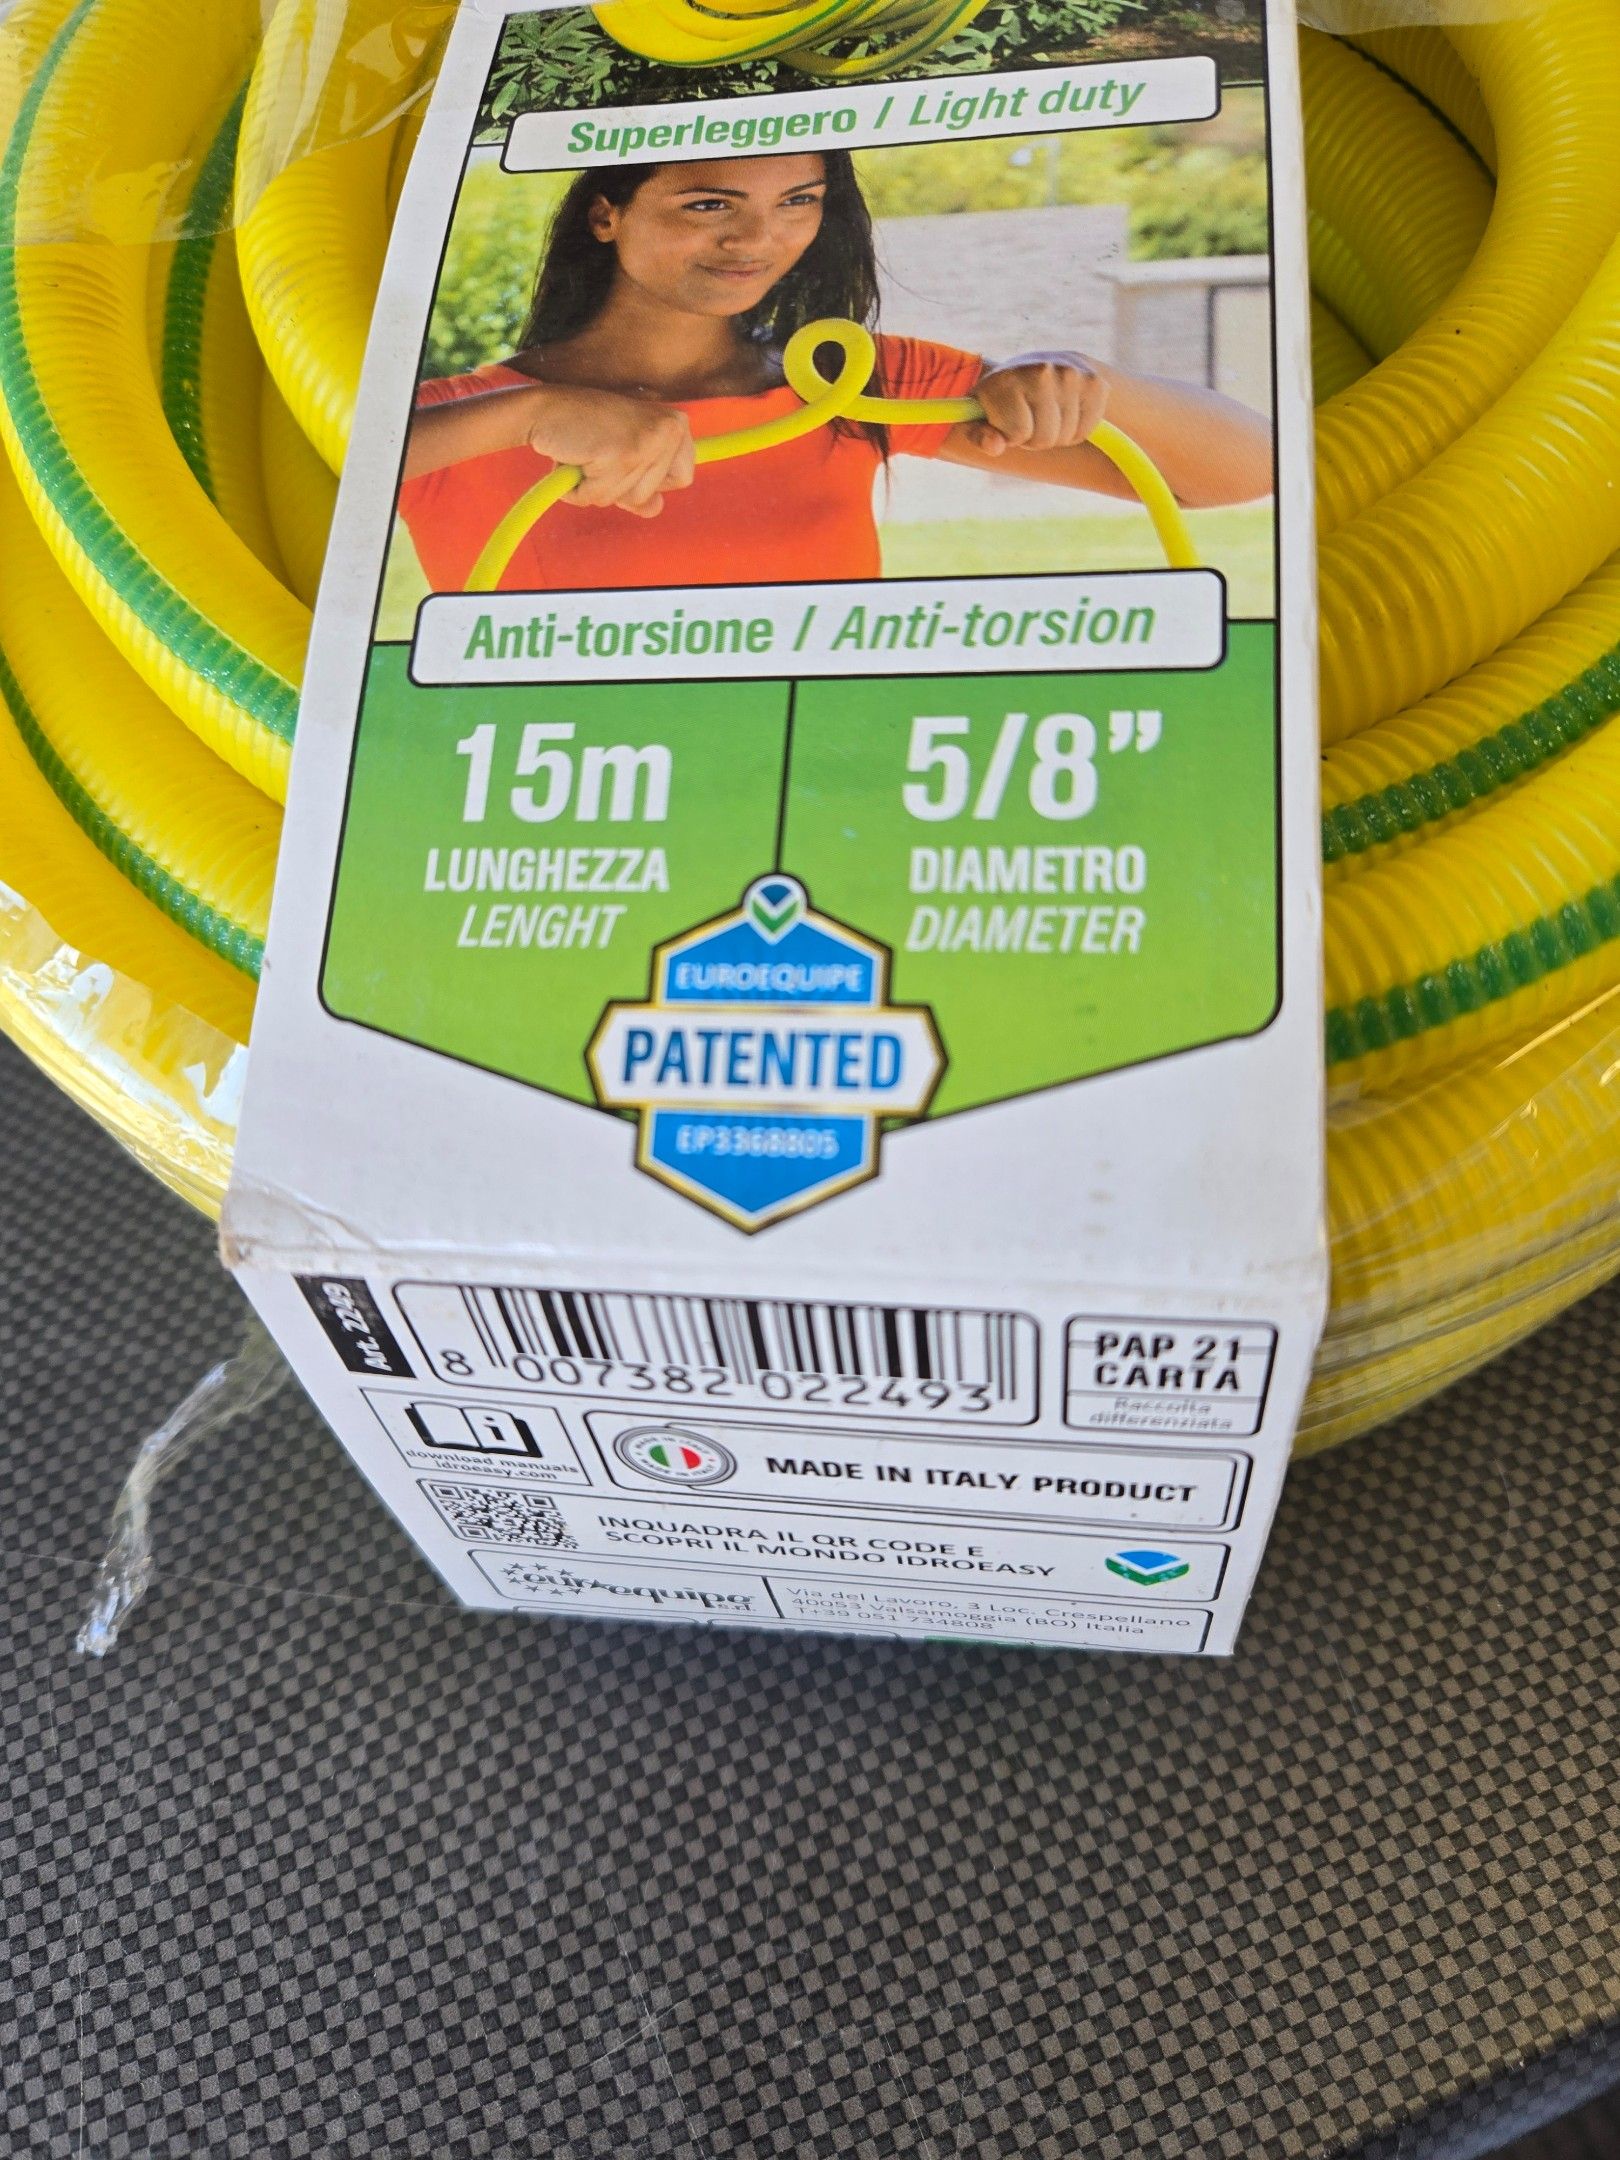 Superleggero / Light duty
Anti-torsione / Anti-torsion
15m
LUNGHEZZA
LENGHT
5/8”
DIAMETRO
DIAMETER
EUROEQUIPE
PATENTED
EP3368805
Art. 2249
8 007382 022493
PAP 21
CARTA
Raccolta
differenziata
download manuals
idroeasy.com
MADE IN ITALY PRODUCT
INQUADRA IL QR CODE E
SCOPRI IL MONDO IDROEASY
euroequipe
s.r.l.
Via del Lavoro, 3 Loc. Crespellano
40053 Valsamoggia (BO) Italia
T+39 051 734808